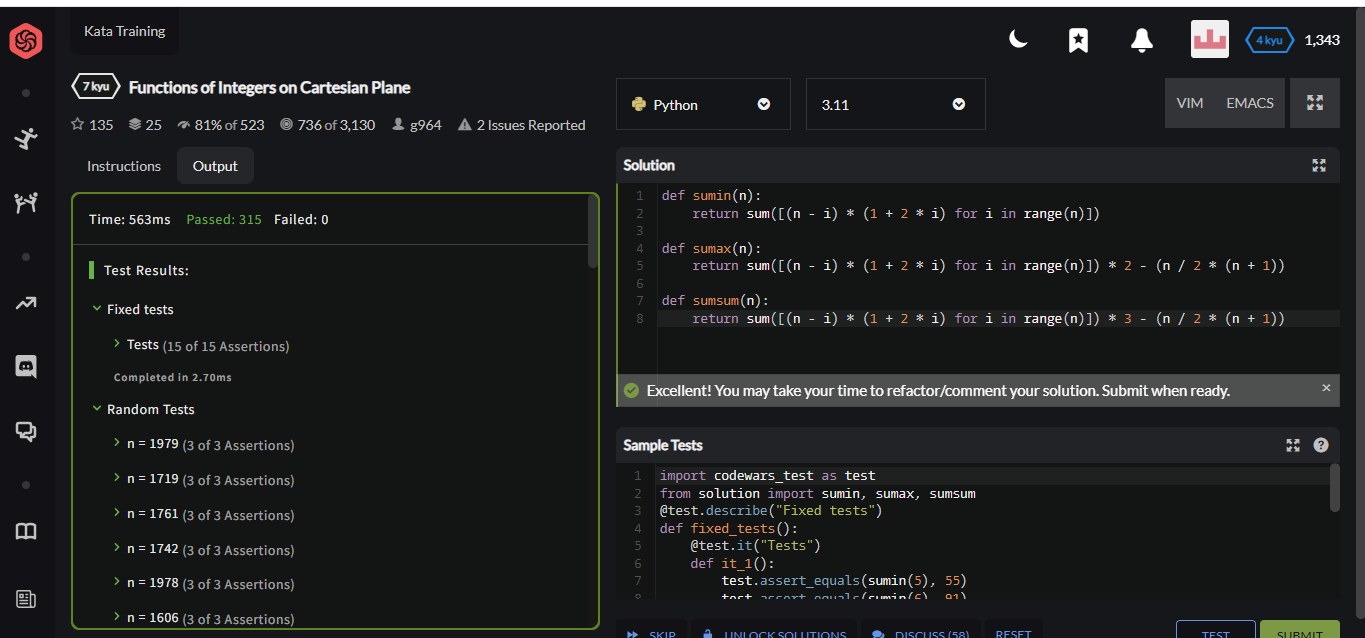 Kata Training
4 kyu 1,343
7 kyu Functions of Integers on Cartesian Plane
135 25 81% of 523 736 of 3,130 g964 2 Issues Reported
Instructions Output
Time: 563ms Passed: 315 Failed: 0
Test Results:
Fixed tests
Tests (15 of 15 Assertions)
Completed in 2.70ms
Random Tests
n = 1979 (3 of 3 Assertions)
n = 1719 (3 of 3 Assertions)
n = 1761 (3 of 3 Assertions)
n = 1742 (3 of 3 Assertions)
n = 1978 (3 of 3 Assertions)
n = 1606 (3 of 3 Assertions)
Python 3.11 VIM EMACS
Solution
1 def sumin(n):
2     return sum([(n - i) * (1 + 2 * i) for i in range(n)])
3
4 def sumax(n):
5     return sum([(n - i) * (1 + 2 * i) for i in range(n)]) * 2 - (n / 2 * (n + 1))
6
7 def sumsum(n):
8     return sum([(n - i) * (1 + 2 * i) for i in range(n)]) * 3 - (n / 2 * (n + 1))
Excellent! You may take your time to refactor/comment your solution. Submit when ready.
Sample Tests
1 import codewars_test as test
2 from solution import sumin, sumax, sumsum
3 @test.describe("Fixed tests")
4 def fixed_tests():
5     @test.it("Tests")
6     def it_1():
7         test.assert_equals(sumin(5), 55)
8         test.assert_equals(sumin(6), 91)
SKIP UNLOCK SOLUTIONS DISCUSS (58) RESET TEST SUBMIT